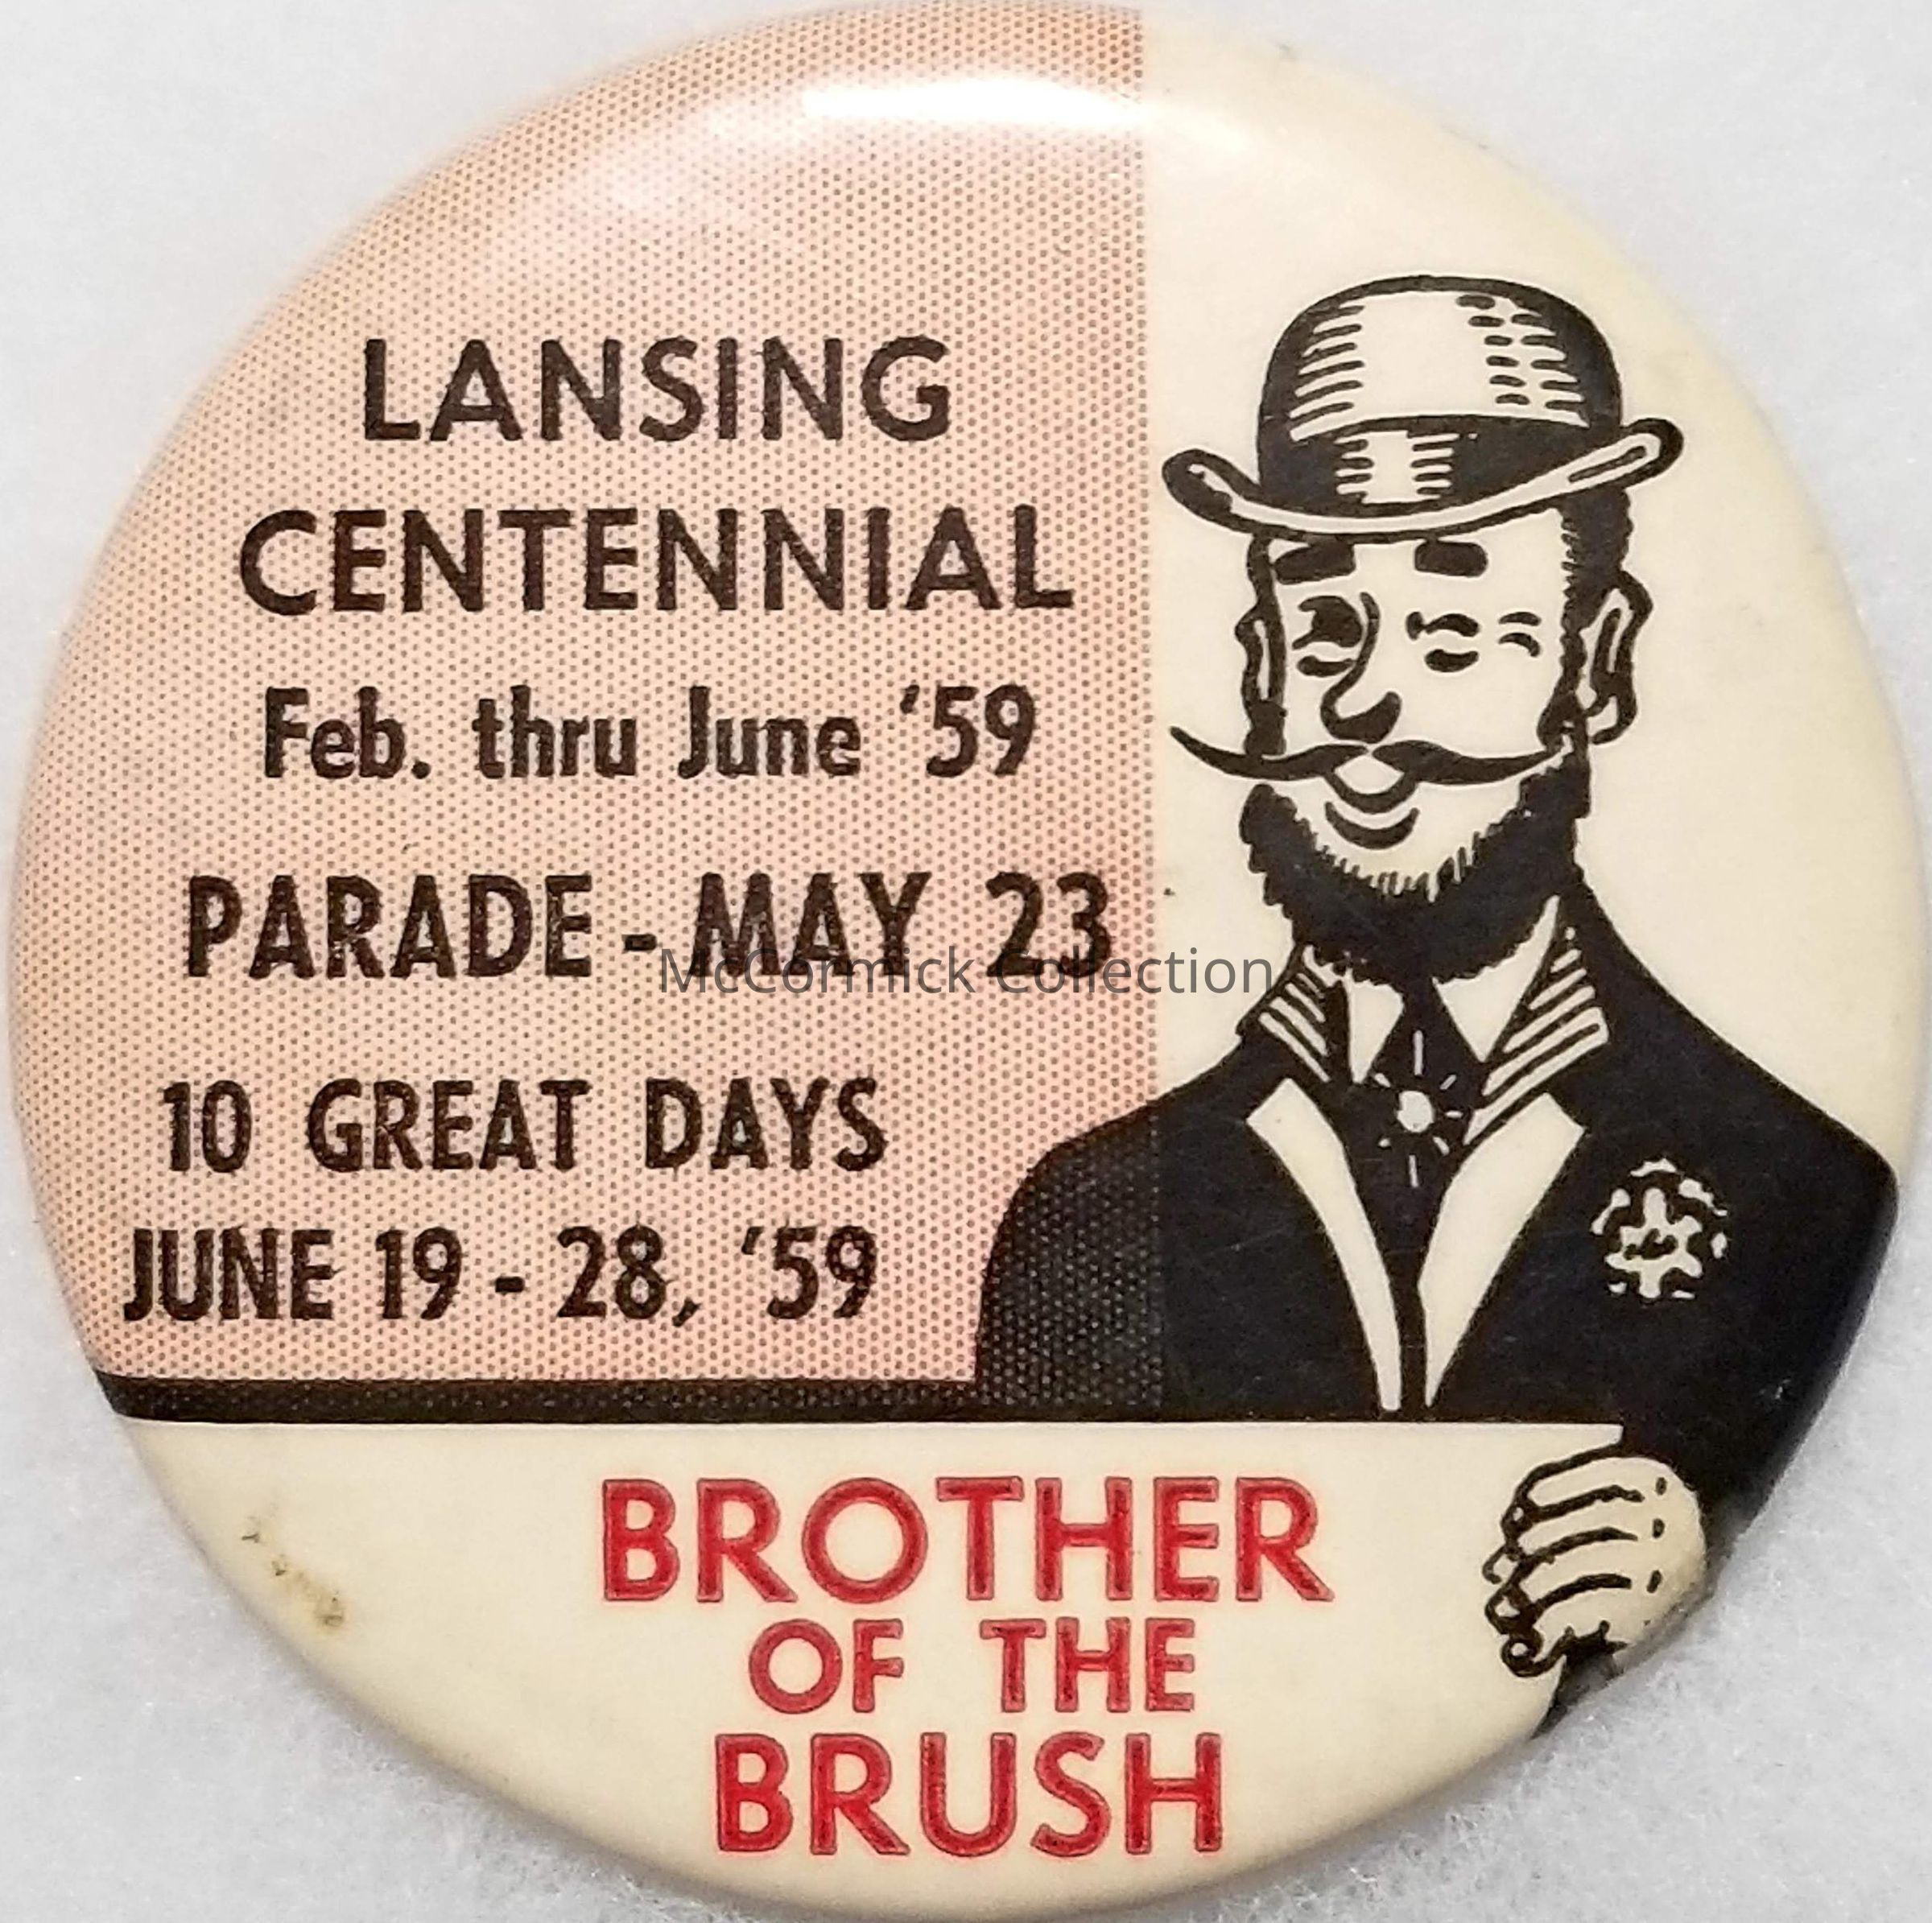 LANSING
CENTENNIAL
Feb. thru June '59
PARADE - MAY 23
McCormick Collection
10 GREAT DAYS
JUNE 19 - 28, '59
BROTHER
OF THE
BRUSH